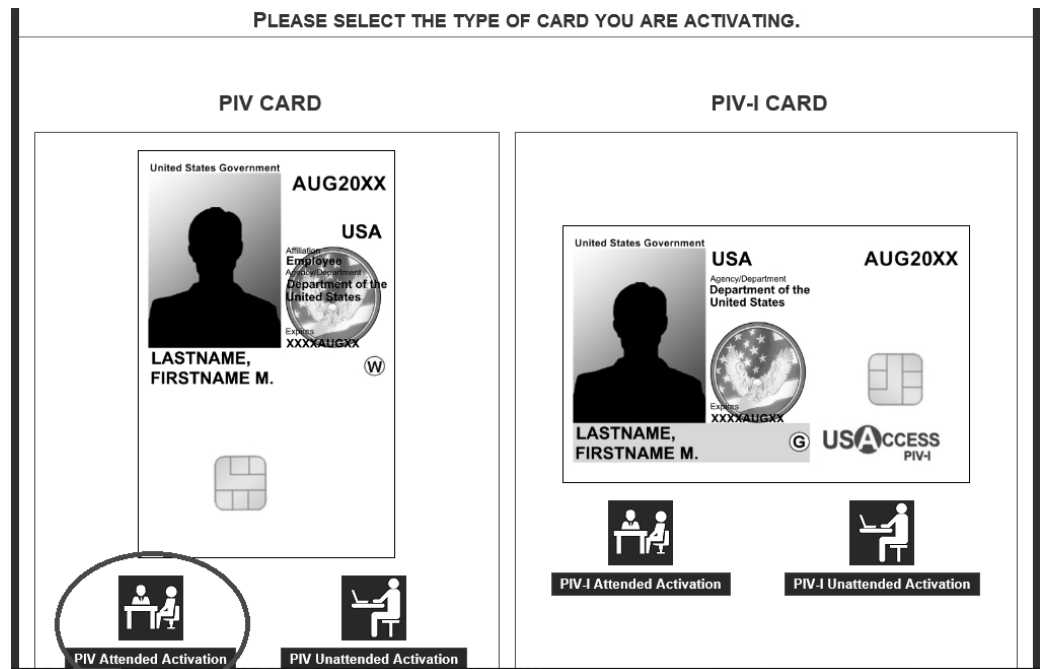 PLEASE SELECT THE TYPE OF CARD YOU ARE ACTIVATING.
PIV CARD
United States Government
AUG20XX
USA
Affiliation
Employee
Agency/Department
Department of the
United States
Expires
XXXXAUGXX
LASTNAME,
FIRSTNAME M.
W
PIV Attended Activation
PIV Unattended Activation
PIV-I CARD
United States Government
USA
AUG20XX
Agency/Department
Department of the
United States
Expires
XXXXAUGXX
LASTNAME,
FIRSTNAME M.
G
USACCESS
PIV-I
PIV-I Attended Activation
PIV-I Unattended Activation